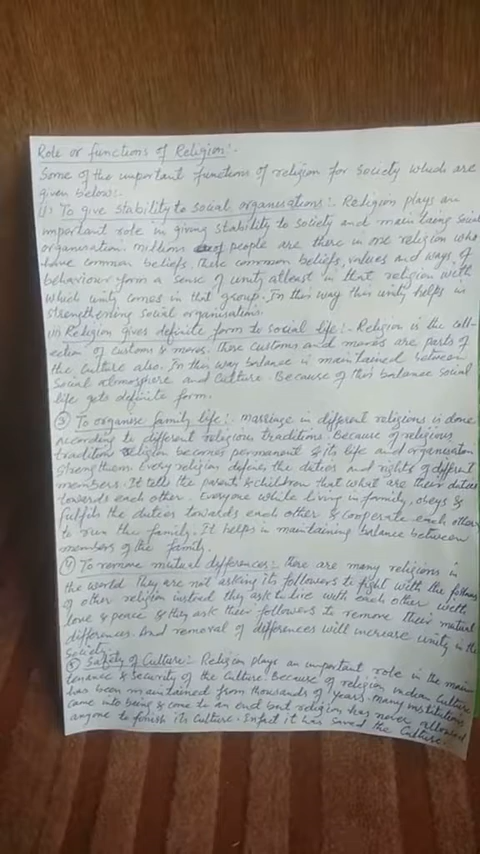 Role or functions of Religion :-
Some of the important functions of religion for Society which are
given below :-
(i) To give stability to social organisations :- Religion plays an
important role in giving stability to society and maintaing social
organisation. millions of people are there in one religion who
have common beliefs. These common beliefs, values and ways of
behaviour form a sense of unity atleast in that religion with
which unity comes in that group. In this way this unity helps in
strengthening social organisation.
(ii) Religion gives definite form to social life :- Religion is the coll-
ection of customs & mores. These customs and mores are parts of
the culture also. In this way balance is maintained between
Social atmosphere and Culture. Because of this balance social
life gets definite form.
(3) To organise family life :- marriage in different religions is done
According to different religious traditions. Because of religious
traditions religion becomes permanent & its life and organisation
strengthens. Every religion defines the duties and rights of different
members. It tells the parents & children that what are their duties
towards each other. Everyone while living in family, obeys &
fulfils the duties towards each other & cooperate each other
to run the family. It helps in maintaining balance between
members of the family.
(4) To remove mutual differences :- there are many religions in
the world. They are not asking its followers to fight with the followers
of other religion instead they ask to live with each other with
love & peace & they ask their followers to remove their mutual
differences. And removal of differences will increase unity in the
Society.
(5) Safety of Culture :- Religion plays an important role in the main-
tenance & security of the culture. Because of religion indian culture
has been maintained from thousands of years. Many institutions
came into being & come to an end but religion has never allowed
anyone to finish its culture. Infact it has saved the Culture.